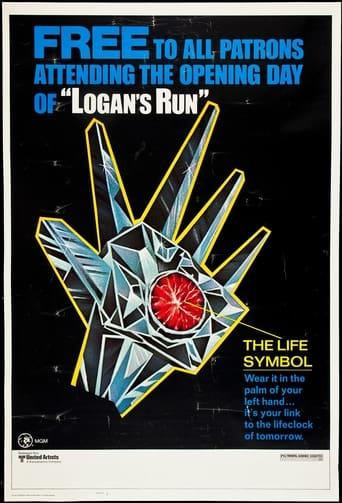 FREE TO ALL PATRONS
ATTENDING THE OPENING DAY
OF "LOGAN'S RUN"
THE LIFE
SYMBOL
Wear it in the
palm of your
left hand...
it's your link
to the lifeclock
of tomorrow.
MGM
United Artists